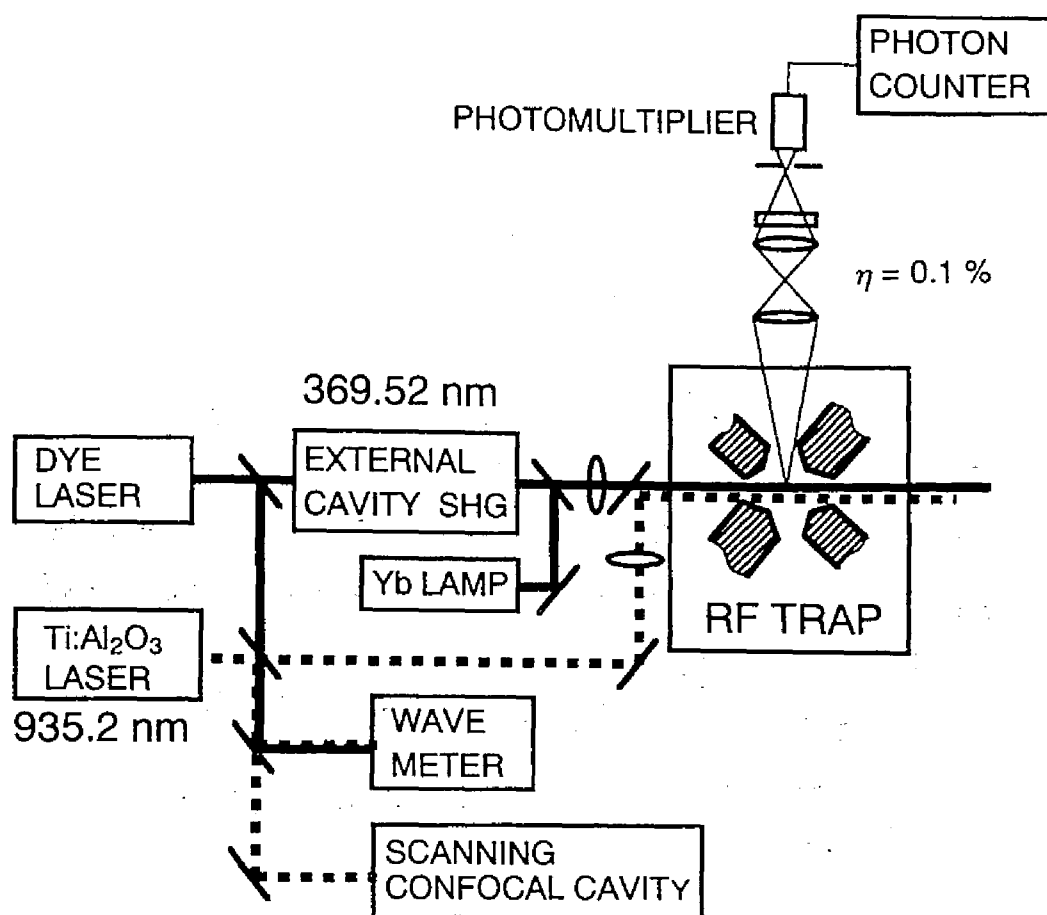 PHOTON
COUNTER
PHOTOMULTIPLIER
η = 0.1 %
369.52 nm
DYE
LASER
EXTERNAL
CAVITY SHG
Yb LAMP
RF TRAP
Ti:Al₂O₃
LASER
935.2 nm
WAVE
METER
SCANNING
CONFOCAL CAVITY